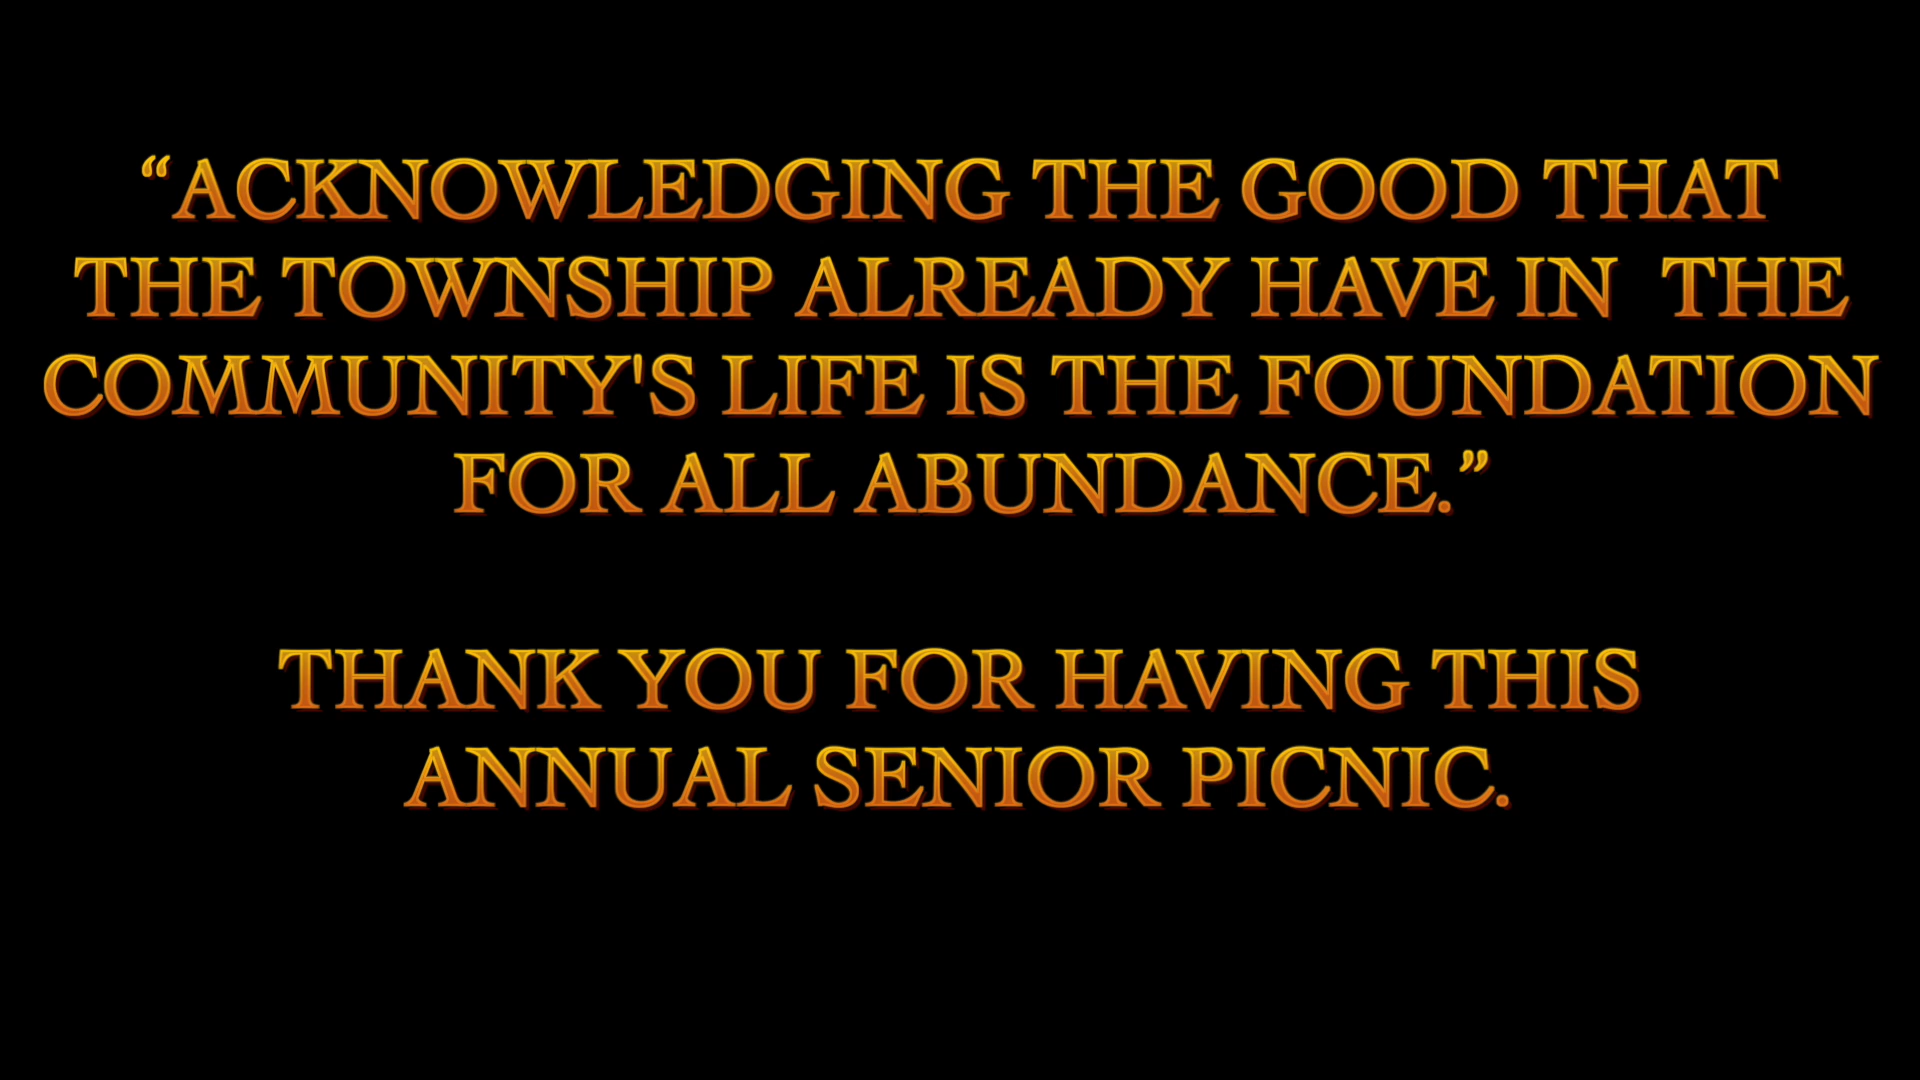 “ACKNOWLEDGING THE GOOD THAT
THE TOWNSHIP ALREADY HAVE IN  THE
COMMUNITY'S LIFE IS THE FOUNDATION
FOR ALL ABUNDANCE.”
THANK YOU FOR HAVING THIS
ANNUAL SENIOR PICNIC.